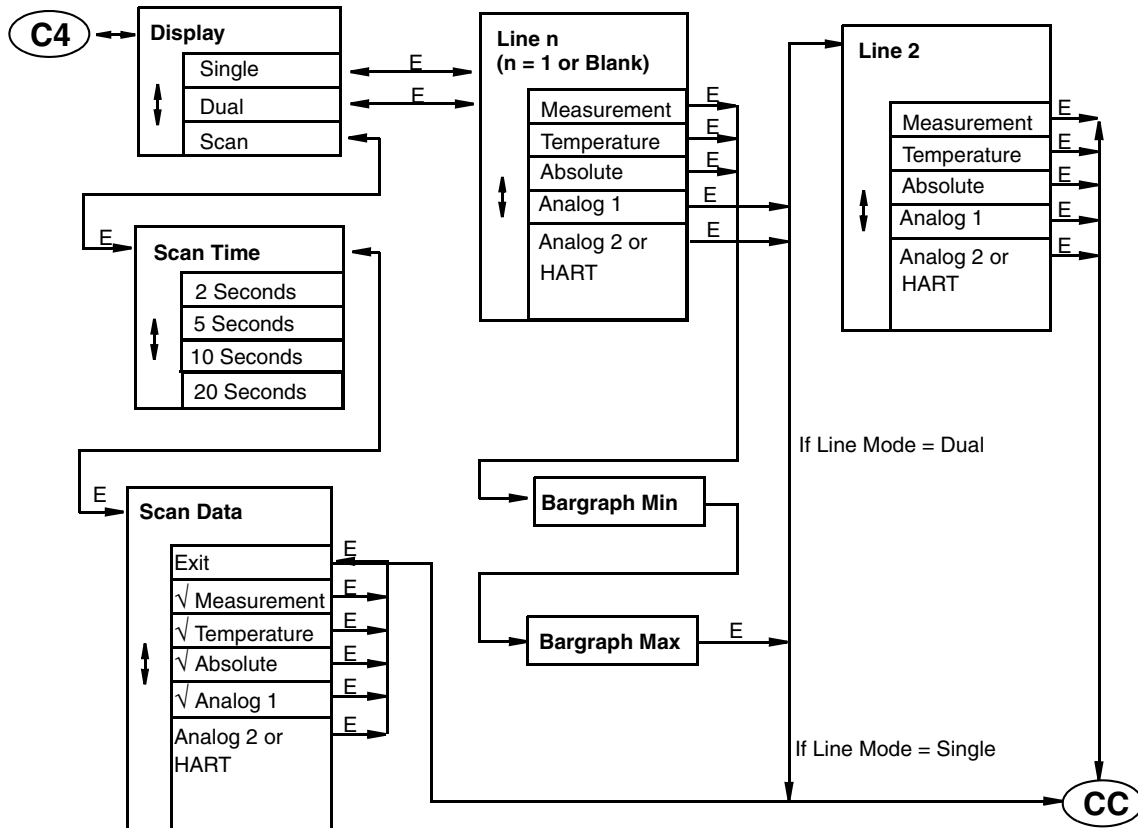 C4
Display
Single
Dual
Scan
E
E
Line n
(n = 1 or Blank)
Measurement
Temperature
Absolute
Analog 1
Analog 2 or
HART
E
E
E
E
E
Line 2
Measurement
Temperature
Absolute
Analog 1
Analog 2 or
HART
E
E
E
E
E
E
Scan Time
2 Seconds
5 Seconds
10 Seconds
20 Seconds
If Line Mode = Dual
Bargraph Min
Bargraph Max
E
E
Scan Data
Exit
√ Measurement
√ Temperature
√ Absolute
√ Analog 1
Analog 2 or
HART
E
E
E
E
E
E
If Line Mode = Single
CC